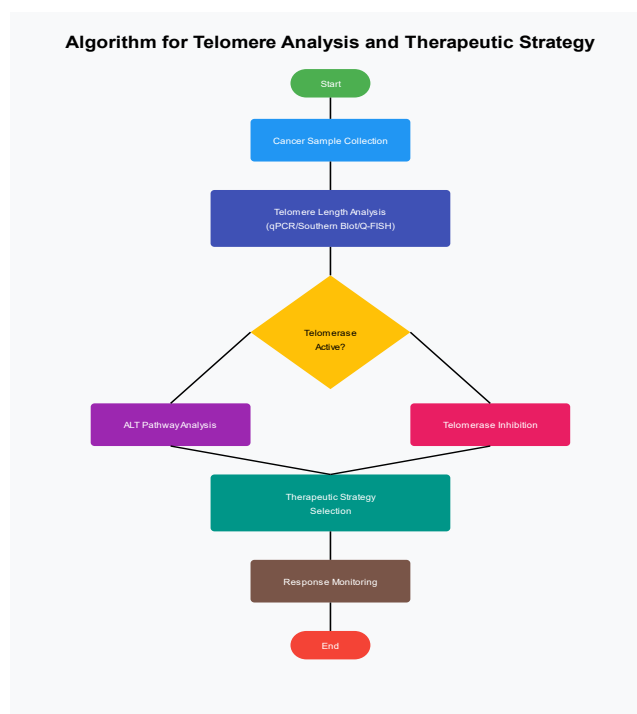 Algorithm for Telomere Analysis and Therapeutic Strategy
Start
Cancer Sample Collection
Telomere Length Analysis
(qPCR/Southern Blot/Q-FISH)
Telomerase
Active?
ALT Pathway Analysis
Telomerase Inhibition
Therapeutic Strategy
Selection
Response Monitoring
End